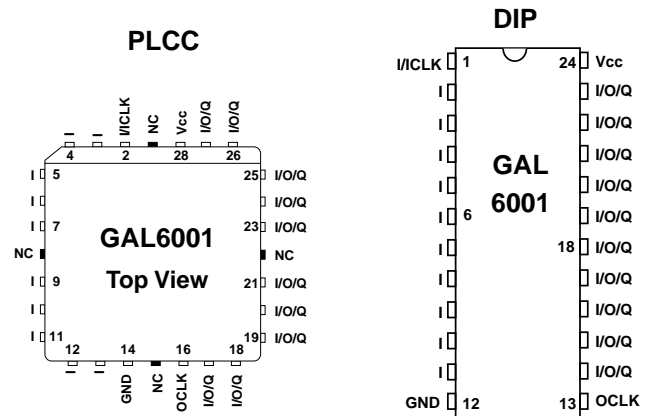 PLCC
I
I
I/ICLK
NC
Vcc
I/O/Q
I/O/Q
4
2
28
26
I 5
25 I/O/Q
I
I/O/Q
I 7
23 I/O/Q
NC
NC
GAL6001
Top View
I 9
21 I/O/Q
I
I/O/Q
I 11
19 I/O/Q
12
14
16
18
I
I
GND
NC
OCLK
I/O/Q
I/O/Q
DIP
I/ICLK 1
24 Vcc
I
I/O/Q
I
I/O/Q
I
I/O/Q
I
I/O/Q
GAL
6001
I 6
I/O/Q
I
18 I/O/Q
I
I/O/Q
I
I/O/Q
I
I/O/Q
I
I/O/Q
GND 12
13 OCLK